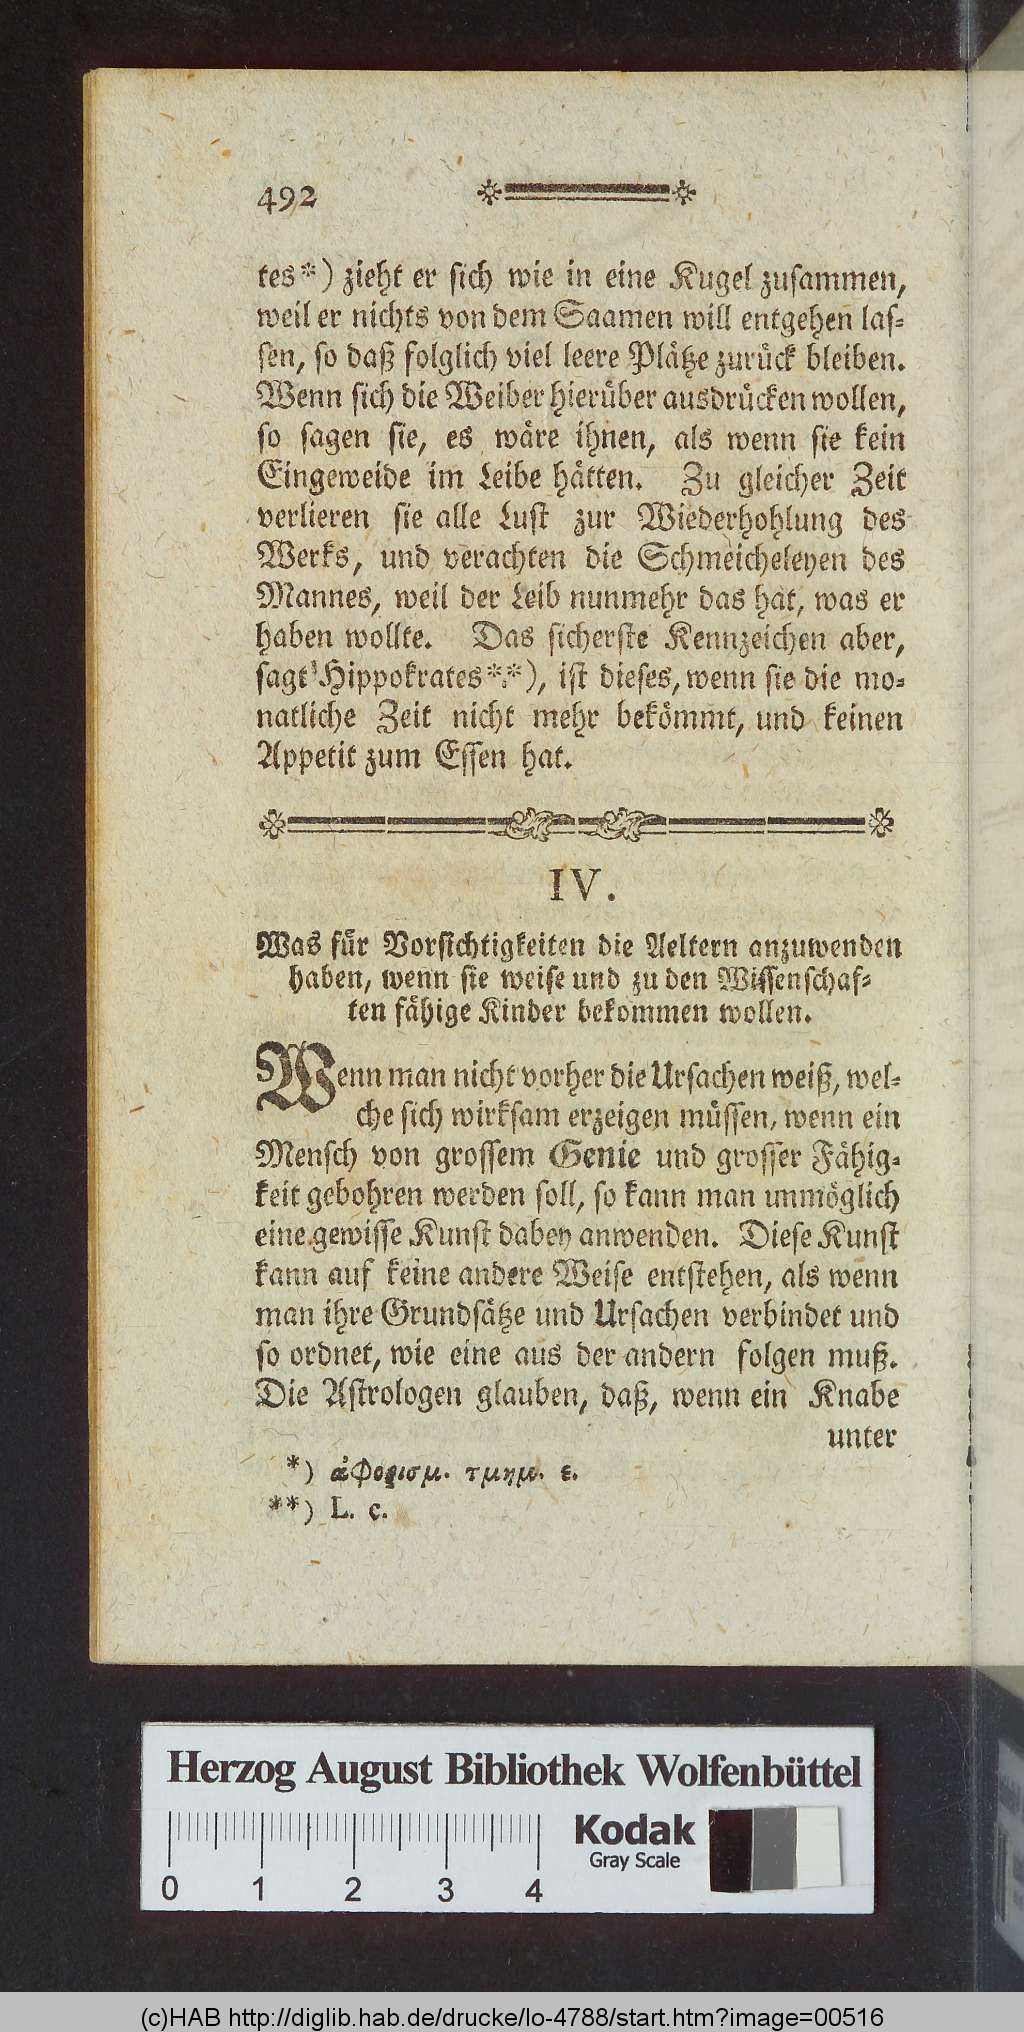 492
tes*) zieht er sich wie in eine Kugel zusammen,
weil er nichts von dem Saamen will entgehen las-
sen, so daß folglich viel leere Plätze zurück bleiben.
Wenn sich die Weiber hierüber ausdrücken wollen,
so sagen sie, es wäre ihnen, als wenn sie kein
Eingeweide im Leibe hätten. Zu gleicher Zeit
verlieren sie alle Lust zur Wiederhohlung des
Werks, und verachten die Schmeicheleyen des
Mannes, weil der Leib nunmehr das hat, was er
haben wollte. Das sicherste Kennzeichen aber,
sagt Hippokrates**), ist dieses, wenn sie die mo-
natliche Zeit nicht mehr bekömmt, und keinen
Appetit zum Essen hat.
IV.
Was für Vorsichtigkeiten die Aeltern anzuwenden
haben, wenn sie weise und zu den Wissenschaf-
ten fähige Kinder bekommen wollen.
Wenn man nicht vorher die Ursachen weiß, wel-
che sich wirksam erzeigen müssen, wenn ein
Mensch von grossem Genie und grosser Fähig-
keit gebohren werden soll, so kann man unmöglich
eine gewisse Kunst dabey anwenden. Diese Kunst
kann auf keine andere Weise entstehen, als wenn
man ihre Grundsätze und Ursachen verbindet und
so ordnet, wie eine aus der andern folgen muß.
Die Astrologen glauben, daß, wenn ein Knabe
unter
*) ἀφορισμ. τμημ. ε.
**) L. c.
Herzog August Bibliothek Wolfenbüttel
Kodak
Gray Scale
0 1 2 3 4
(c)HAB http://diglib.hab.de/drucke/lo-4788/start.htm?image=00516